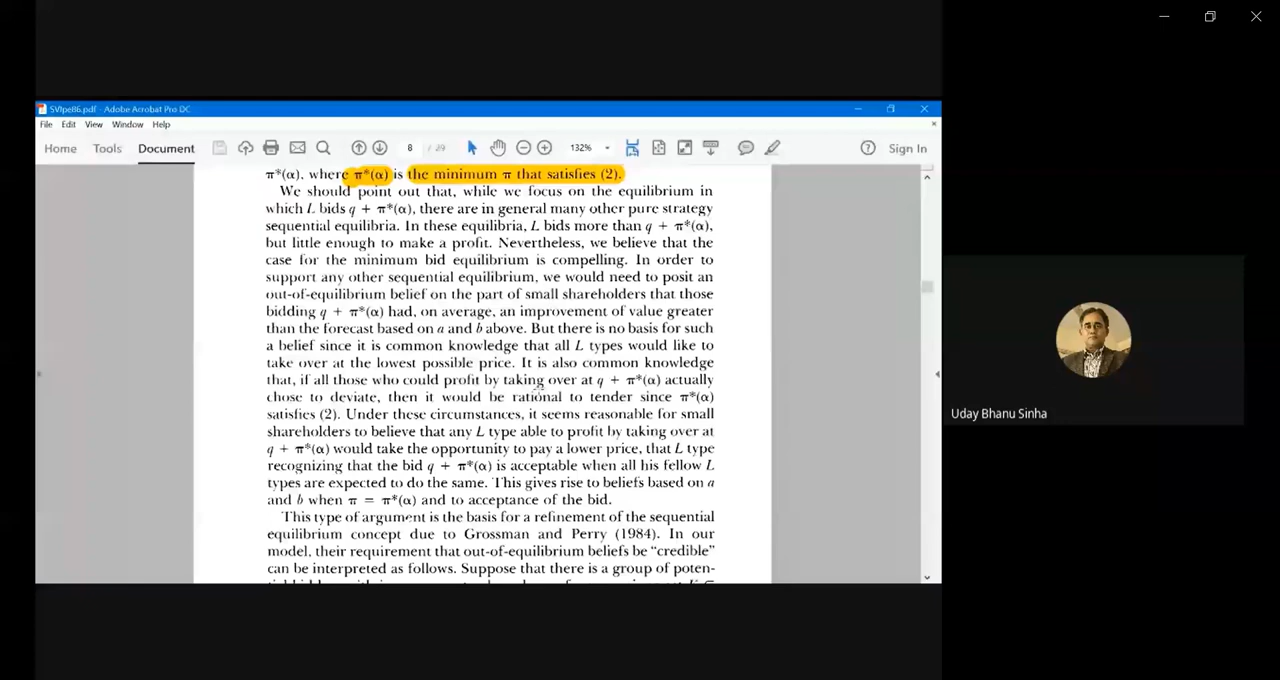 SVIpe86.pdf - Adobe Acrobat Pro DC
File Edit View Window Help
Home Tools Document 8 / 29 132% Sign In
π*(α), where π*(α) is the minimum π that satisfies (2).
We should point out that, while we focus on the equilibrium in
which L bids q + π*(α), there are in general many other pure strategy
sequential equilibria. In these equilibria, L bids more than q + π*(α),
but little enough to make a profit. Nevertheless, we believe that the
case for the minimum bid equilibrium is compelling. In order to
support any other sequential equilibrium, we would need to posit an
out-of-equilibrium belief on the part of small shareholders that those
bidding q + π*(α) had, on average, an improvement of value greater
than the forecast based on a and b above. But there is no basis for such
a belief since it is common knowledge that all L types would like to
take over at the lowest possible price. It is also common knowledge
that, if all those who could profit by taking over at q + π*(α) actually
chose to deviate, then it would be rational to tender since π*(α)
satisfies (2). Under these circumstances, it seems reasonable for small
shareholders to believe that any L type able to profit by taking over at
q + π*(α) would take the opportunity to pay a lower price, that L type
recognizing that the bid q + π*(α) is acceptable when all his fellow L
types are expected to do the same. This gives rise to beliefs based on a
and b when π = π*(α) and to acceptance of the bid.
This type of argument is the basis for a refinement of the sequential
equilibrium concept due to Grossman and Perry (1984). In our
model, their requirement that out-of-equilibrium beliefs be "credible"
can be interpreted as follows. Suppose that there is a group of poten-
Uday Bhanu Sinha